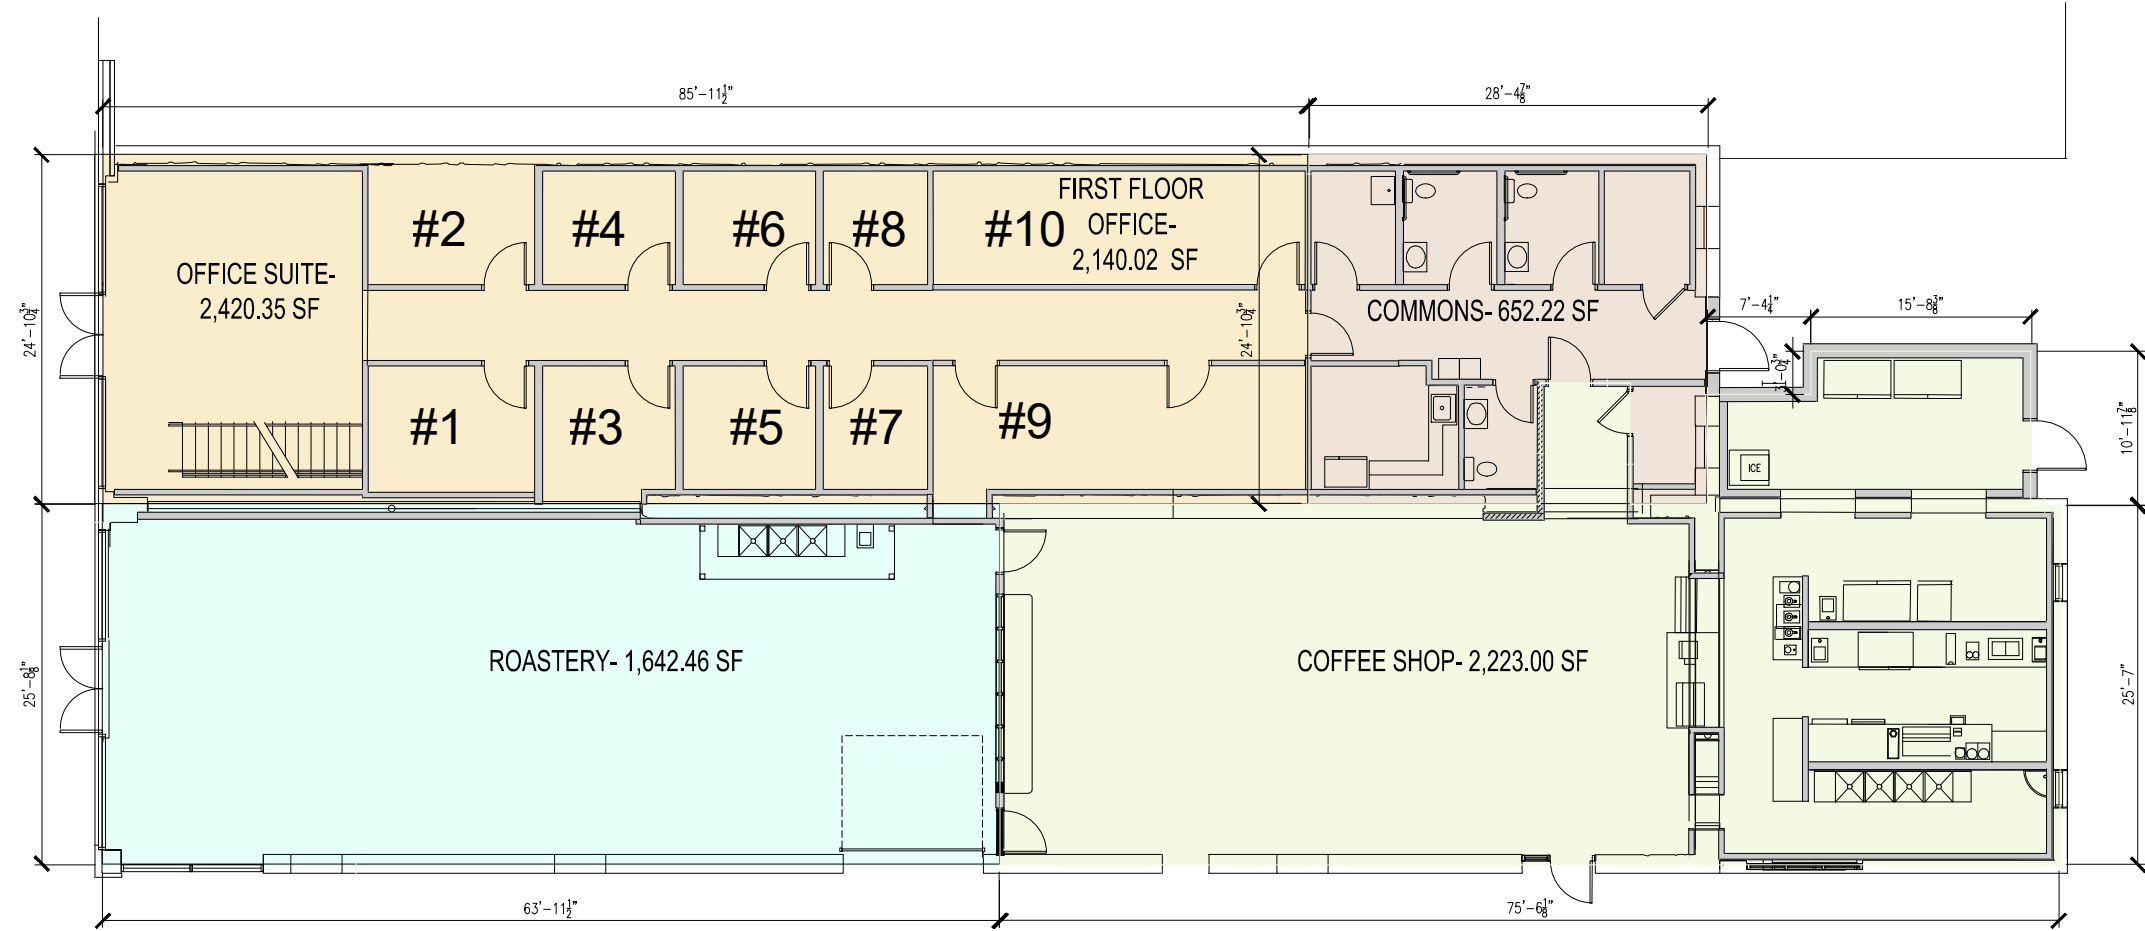 85'-11½"
28'-4⅞"
#2
#4
#6
#8
#10
FIRST FLOOR
OFFICE-
2,140.02 SF
OFFICE SUITE-
2,420.35 SF
COMMONS- 652.22 SF
7'-4¼"
15'-8⅜"
24'-10¾"
24'-10¾"
3'-0¾"
10'-11⅞"
#1
#3
#5
#7
#9
ICE
ROASTERY- 1,642.46 SF
COFFEE SHOP- 2,223.00 SF
25'-8⅛"
25'-7"
63'-11½"
75'-6⅛"